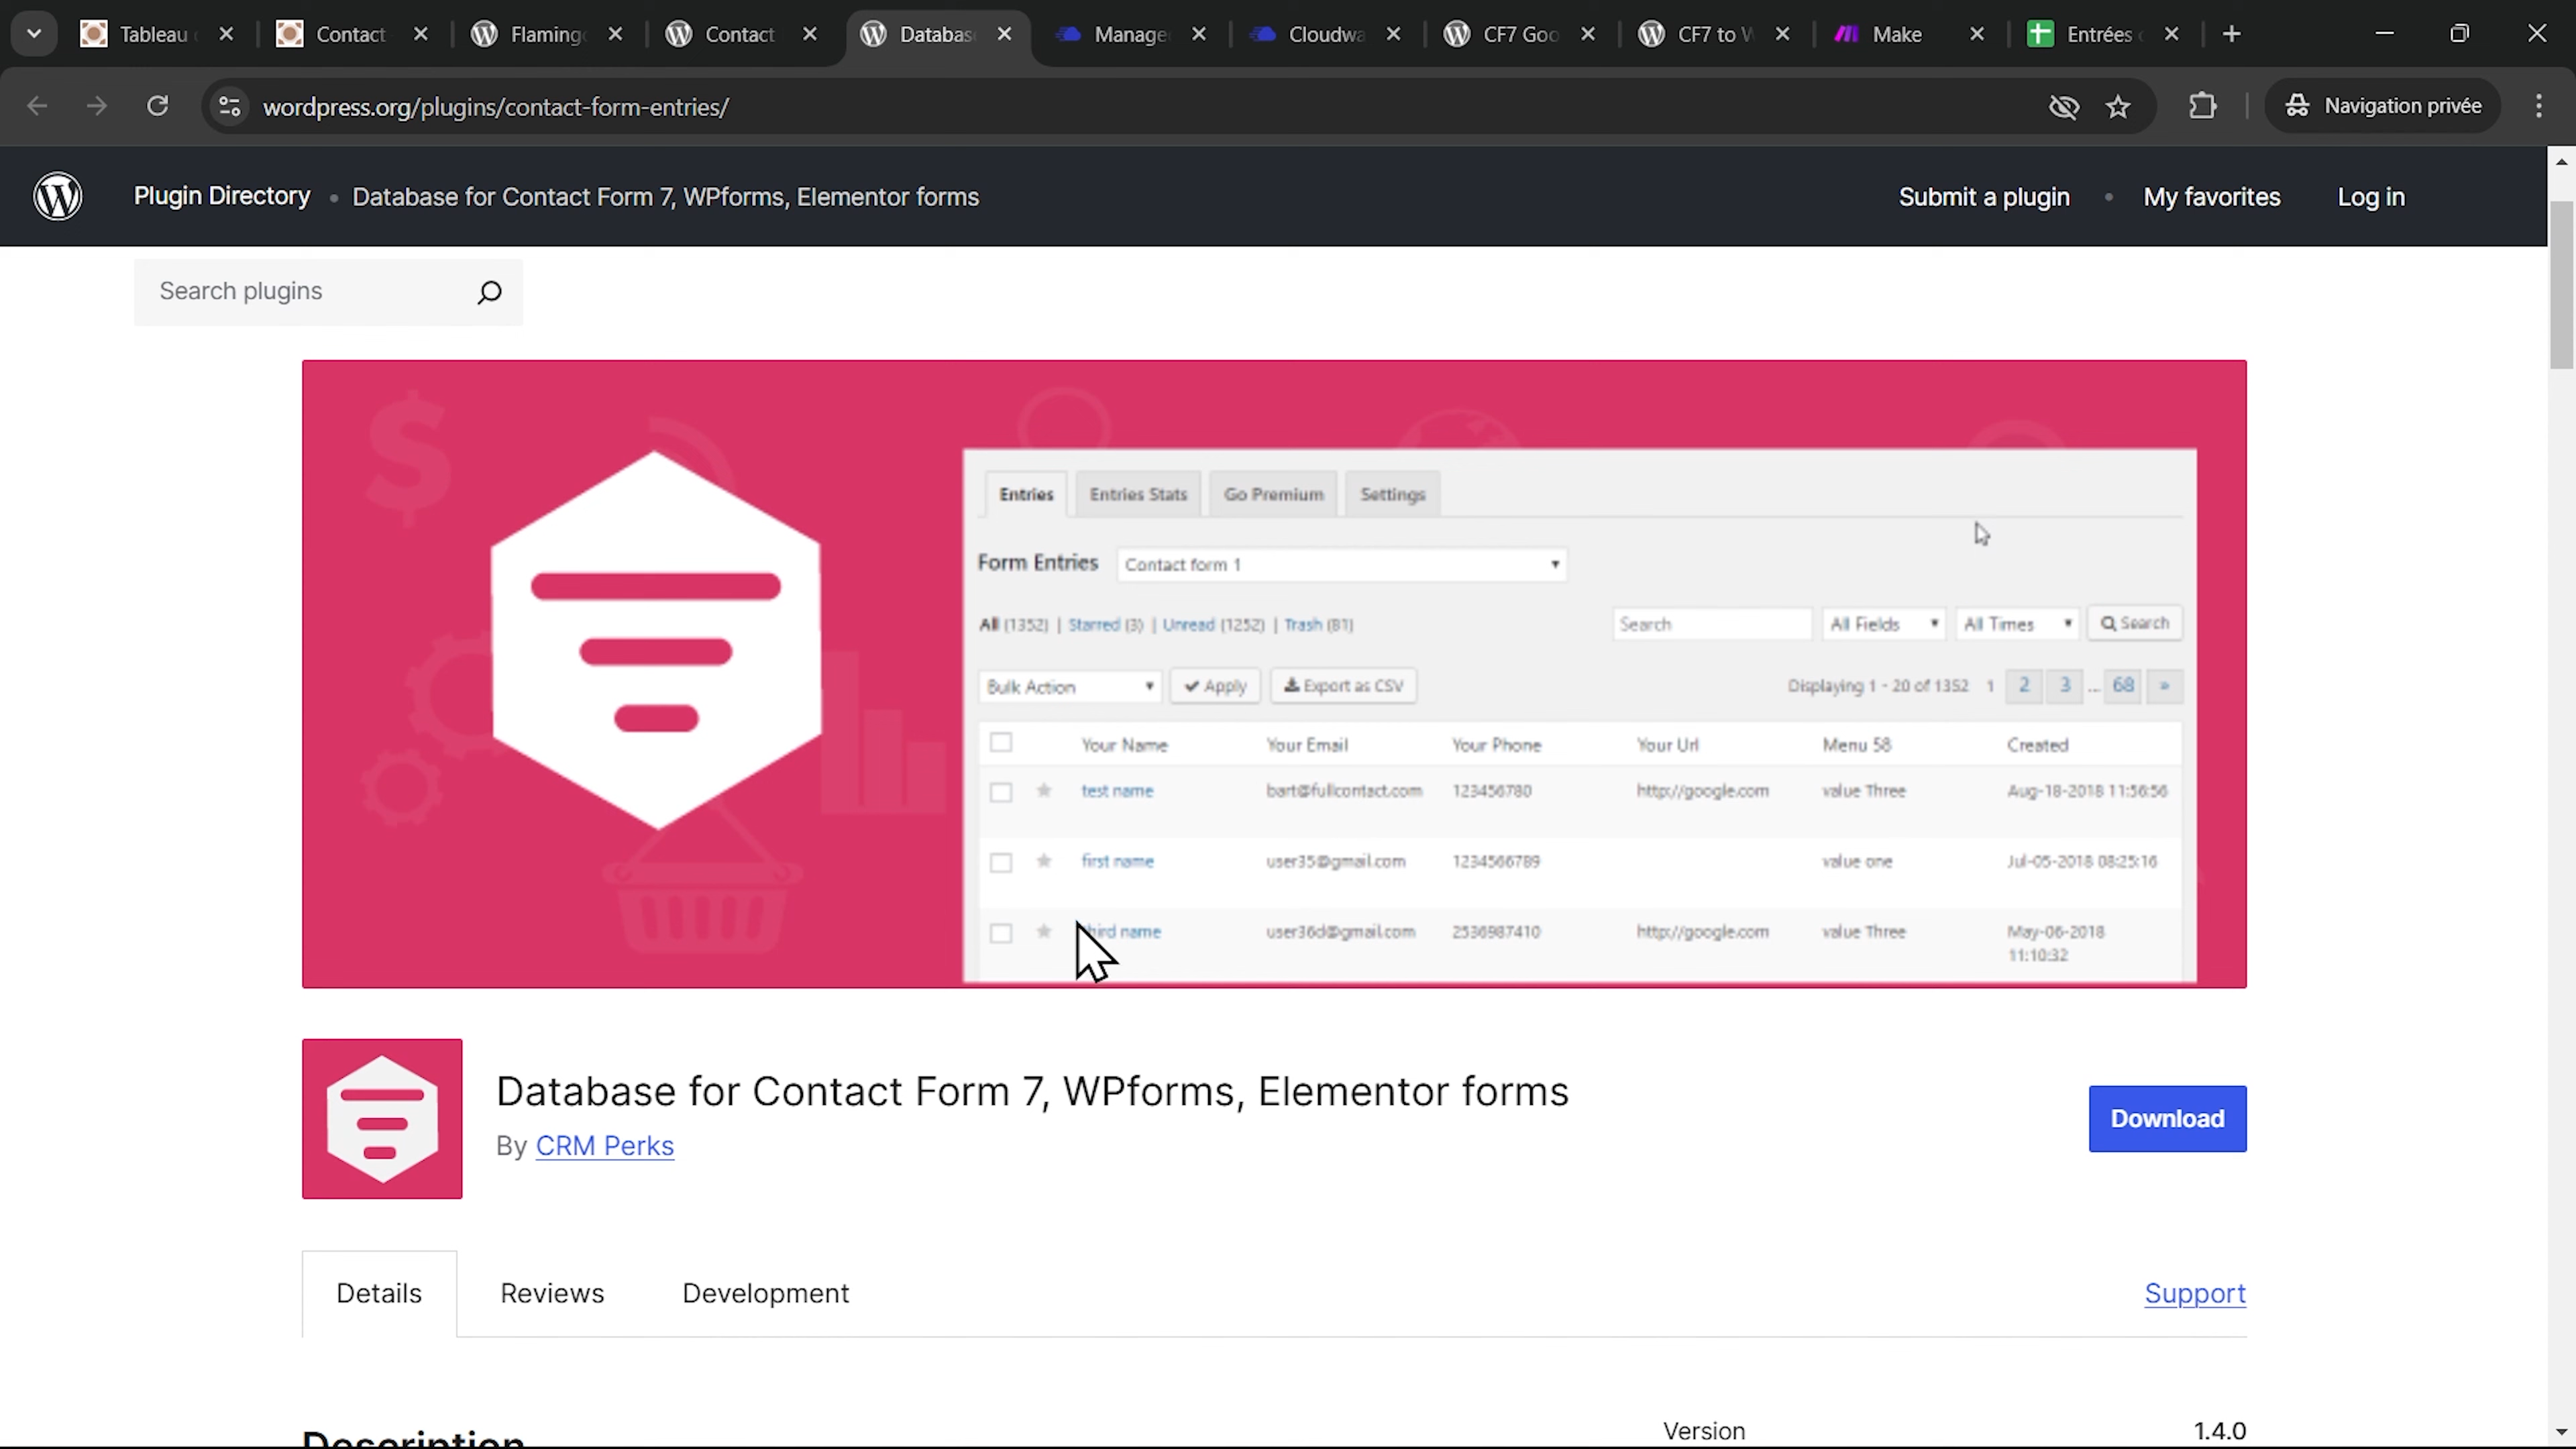 Tableau
Contact
Flaming
Contact
Databas
Manage
Cloudwa
CF7 Goo
CF7 to W
Make
Entrées
wordpress.org/plugins/contact-form-entries/
Navigation privée
Plugin Directory • Database for Contact Form 7, WPforms, Elementor forms
Submit a plugin • My favorites Log in
Search plugins
Entries Entries Stats Go Premium Settings
Form Entries Contact form 1
All (1352) | Starred (3) | Unread (1252) | Trash (81)
Search All Fields All Times Search
Bulk Action Apply Export as CSV
Displaying 1 - 20 of 1352 1 2 3 ... 68 »
Your Name Your Email Your Phone Your Url Menu 58 Created
test name bart@fullcontact.com 123456780 http://google.com value Three Aug-18-2018 11:56:56
first name user35@gmail.com 1234566789 value one Jul-05-2018 08:25:16
third name user36d@gmail.com 2536987410 http://google.com value Three May-06-2018
11:10:32
Database for Contact Form 7, WPforms, Elementor forms
By CRM Perks
Download
Details Reviews Development Support
Description
Version 1.4.0